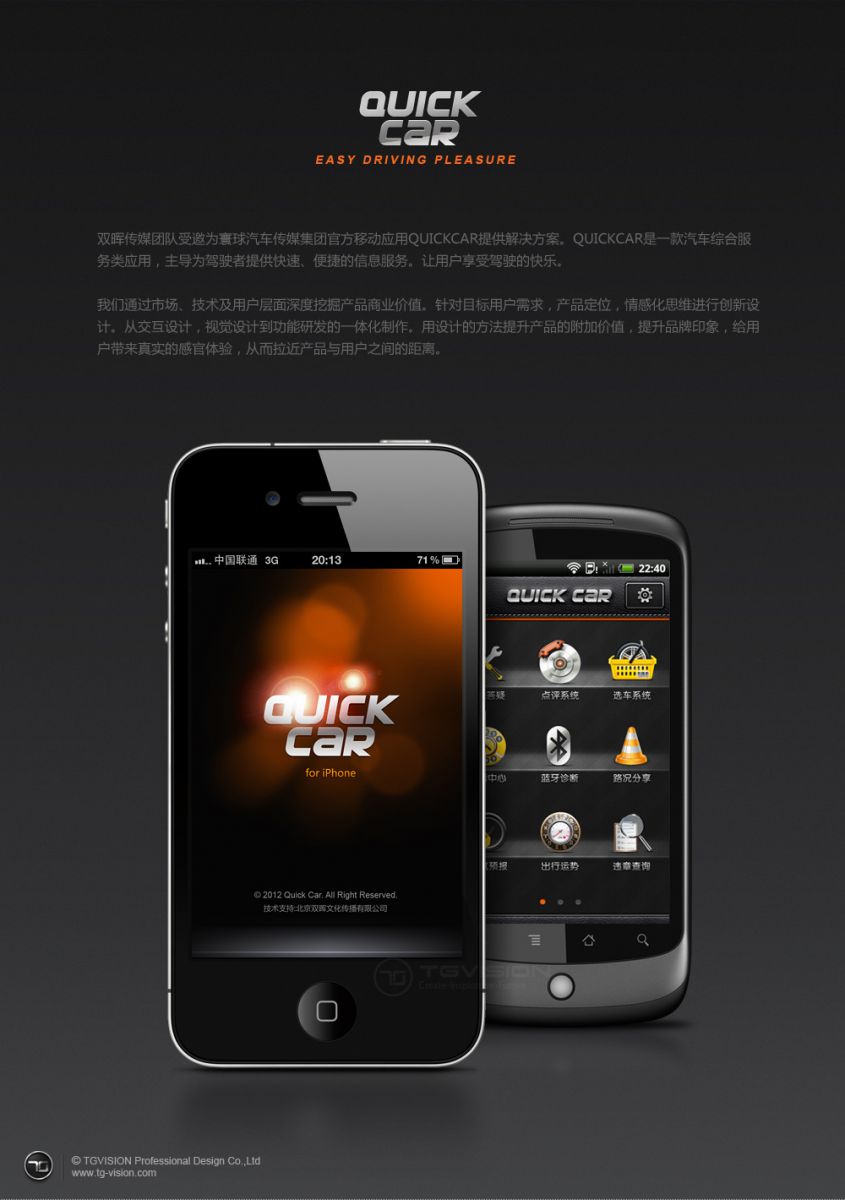 QUICK
CAR
EASY DRIVING PLEASURE
双晖传媒团队受邀为寰球汽车传媒集团官方移动应用QUICKCAR提供解决方案。QUICKCAR是一款汽车综合服
务类应用，主导为驾驶者提供快速、便捷的信息服务。让用户享受驾驶的快乐。
我们通过市场、技术及用户层面深度挖掘产品商业价值。针对目标用户需求，产品定位，情感化思维进行创新设
计。从交互设计，视觉设计到功能研发的一体化制作。用设计的方法提升产品的附加价值，提升品牌印象，给用
户带来真实的感官体验，从而拉近产品与用户之间的距离。
中国联通 3G 20:13 71%
QUICK
CAR
for iPhone
© 2012 Quick Car. All Right Reserved.
技术支持:北京双晖文化传播有限公司
22:40
QUICK CAR
答疑 点评系统 选车系统
中心 蓝牙诊断 路况分享
预报 出行运势 违章查询
TGVISION
© TGVISION Professional Design Co.,Ltd
www.tg-vision.com